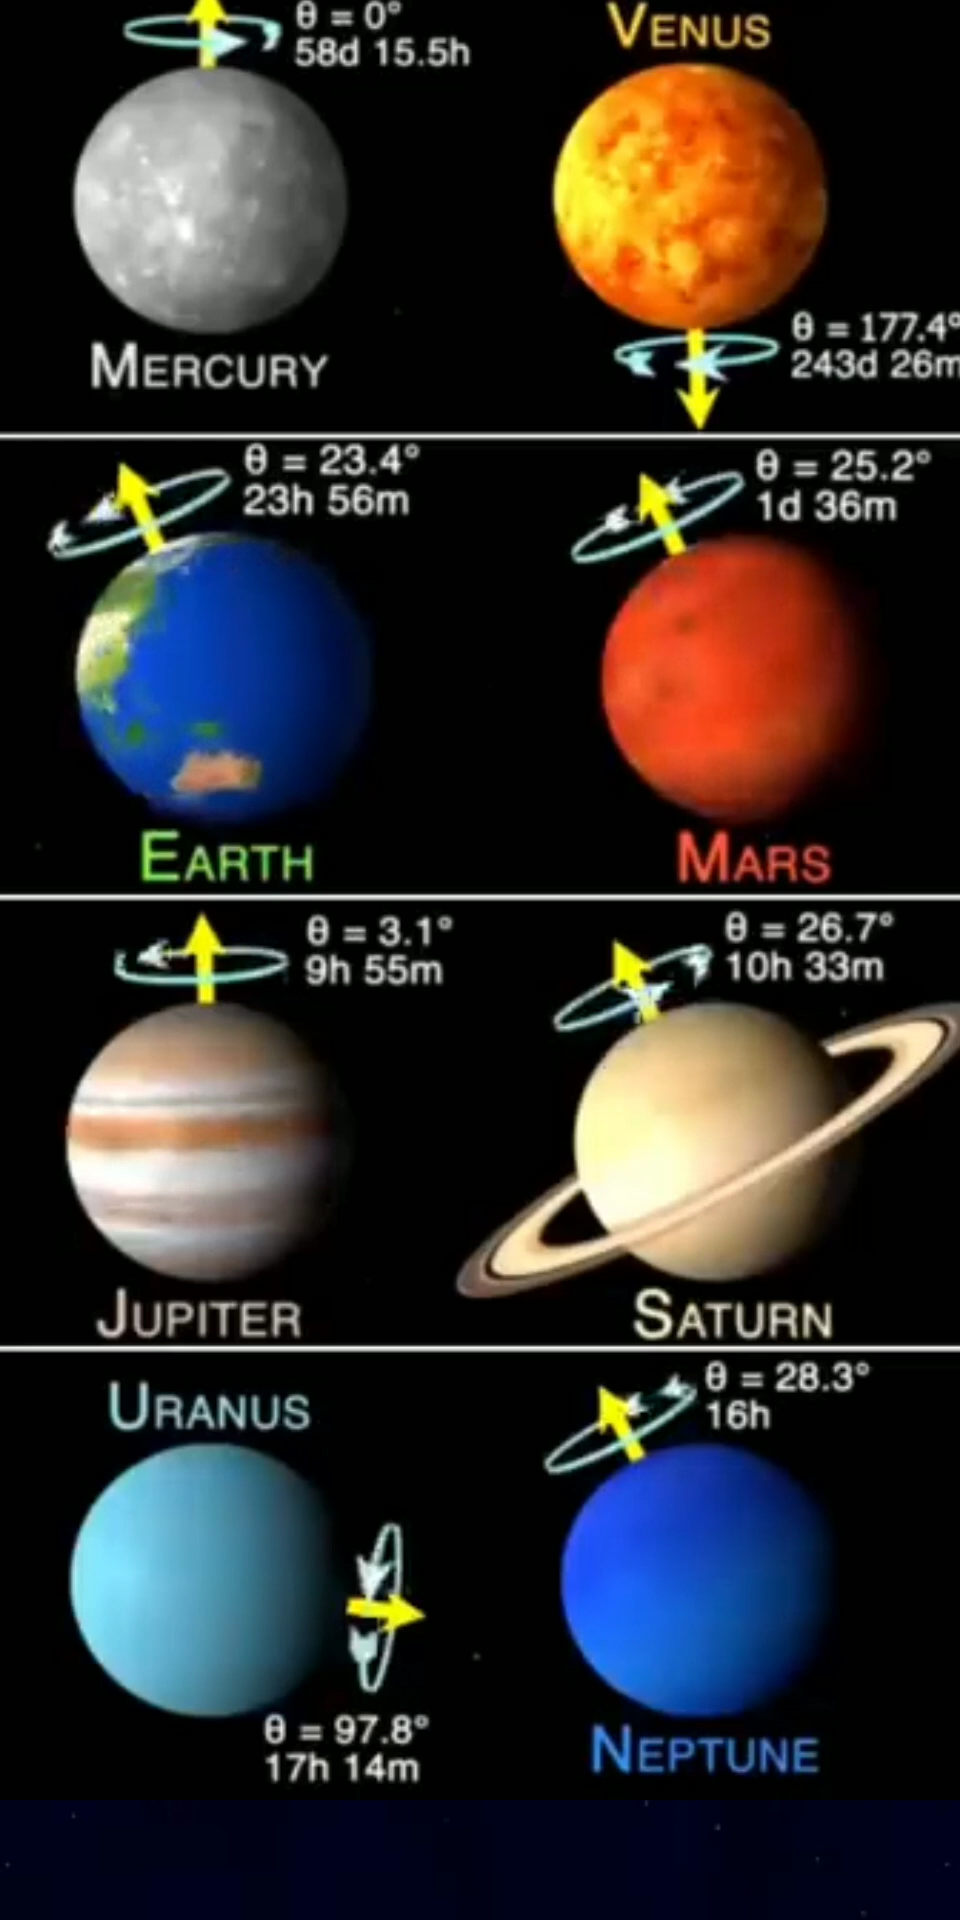 θ = 0°
58d 15.5h
MERCURY
VENUS
θ = 177.4°
243d 26m
θ = 23.4°
23h 56m
EARTH
θ = 25.2°
1d 36m
MARS
θ = 3.1°
9h 55m
JUPITER
θ = 26.7°
10h 33m
SATURN
URANUS
θ = 97.8°
17h 14m
θ = 28.3°
16h
NEPTUNE